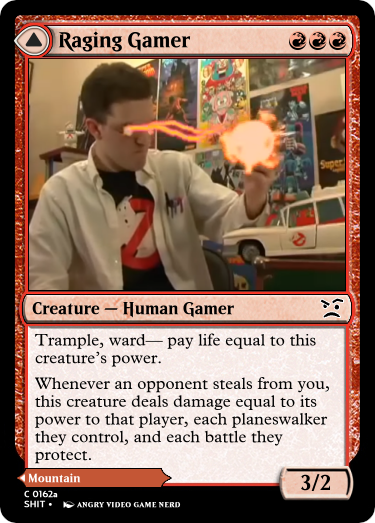 Raging Gamer
Creature — Human Gamer
Trample, ward— pay life equal to this
creature's power.
Whenever an opponent steals from you,
this creature deals damage equal to its
power to that player, each planeswalker
they control, and each battle they
protect.
Mountain
3/2
C 0162a
SHIT • ANGRY VIDEO GAME NERD